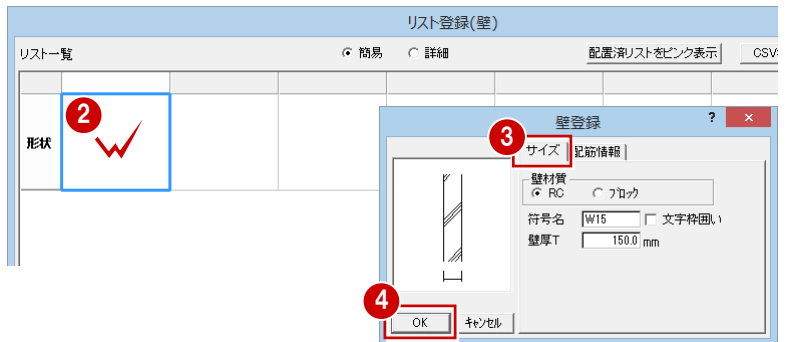 リスト登録(壁)
リスト一覧
簡易
詳細
配置済リストをピンク表示
CSV
2
形状
壁登録
?
×
3
サイズ
配筋情報
壁材質
RC
ブロック
符号名
W15
文字枠囲い
壁厚T
150.0 mm
4
OK
キャンセル